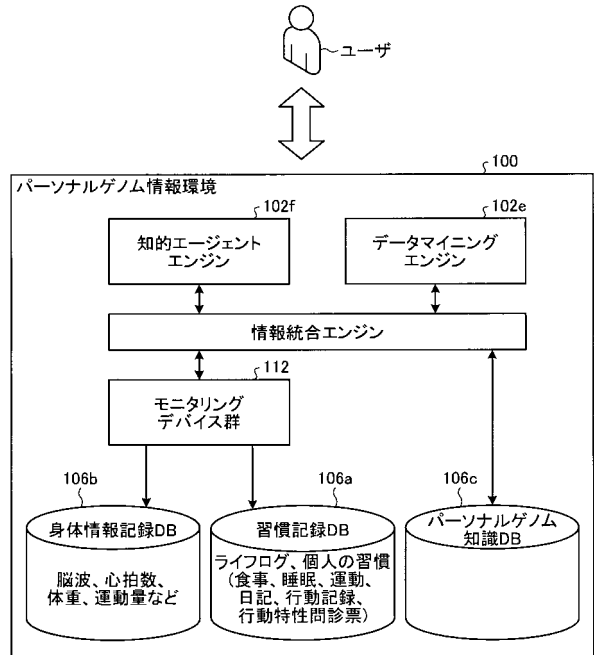 ユーザ
100
パーソナルゲノム情報環境
102f
知的エージェント
エンジン
102e
データマイニング
エンジン
情報統合エンジン
112
モニタリング
デバイス群
106b
身体情報記録DB
脳波、心拍数、
体重、運動量など
106a
習慣記録DB
ライフログ、個人の習慣
(食事、睡眠、運動、
日記、行動記録、
行動特性問診票)
106c
パーソナルゲノム
知識DB